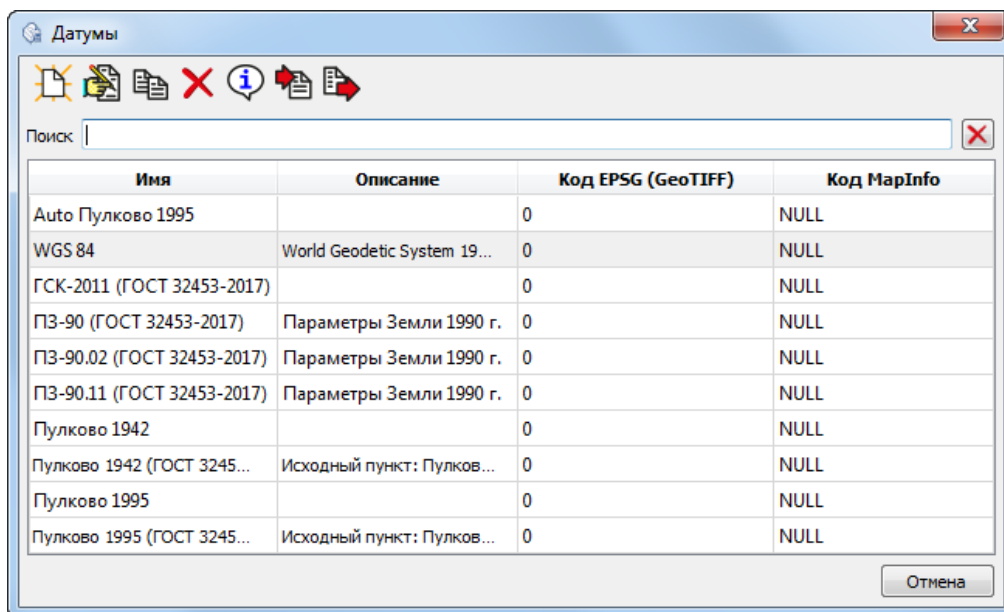 Датумы
Поиск
Имя Описание Код EPSG (GeoTIFF) Код MapInfo
Auto Пулково 1995 0 NULL
WGS 84 World Geodetic System 19... 0 NULL
ГСК-2011 (ГОСТ 32453-2017) 0 NULL
ПЗ-90 (ГОСТ 32453-2017) Параметры Земли 1990 г. 0 NULL
ПЗ-90.02 (ГОСТ 32453-2017) Параметры Земли 1990 г. 0 NULL
ПЗ-90.11 (ГОСТ 32453-2017) Параметры Земли 1990 г. 0 NULL
Пулково 1942 0 NULL
Пулково 1942 (ГОСТ 3245... Исходный пункт: Пулков... 0 NULL
Пулково 1995 0 NULL
Пулково 1995 (ГОСТ 3245... Исходный пункт: Пулков... 0 NULL
Отмена